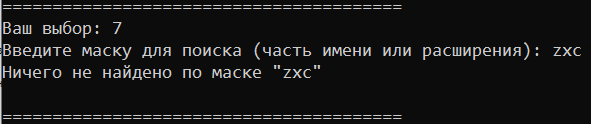 ========================================
Ваш выбор: 7
Введите маску для поиска (часть имени или расширения): zxc
Ничего не найдено по маске "zxc"
========================================